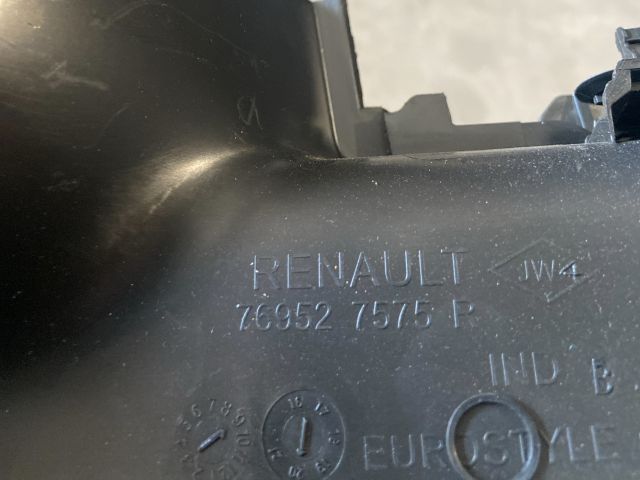 RENAULT JW4
76952 7575 R
IND B
EUROSTYLE